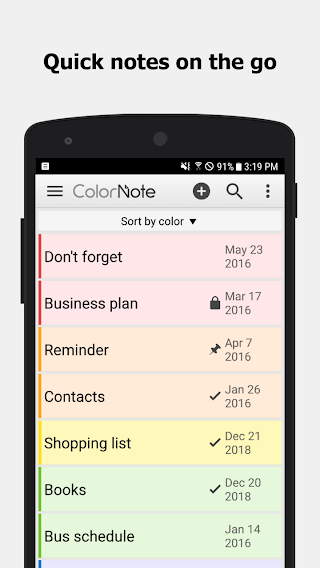 Quick notes on the go
91% 3:19 PM
ColorNote
Sort by color
Don't forget
May 23
2016
Business plan
Mar 17
2016
Reminder
Apr 7
2016
Contacts
Jan 26
2016
Shopping list
Dec 21
2018
Books
Dec 20
2018
Bus schedule
Jan 14
2016